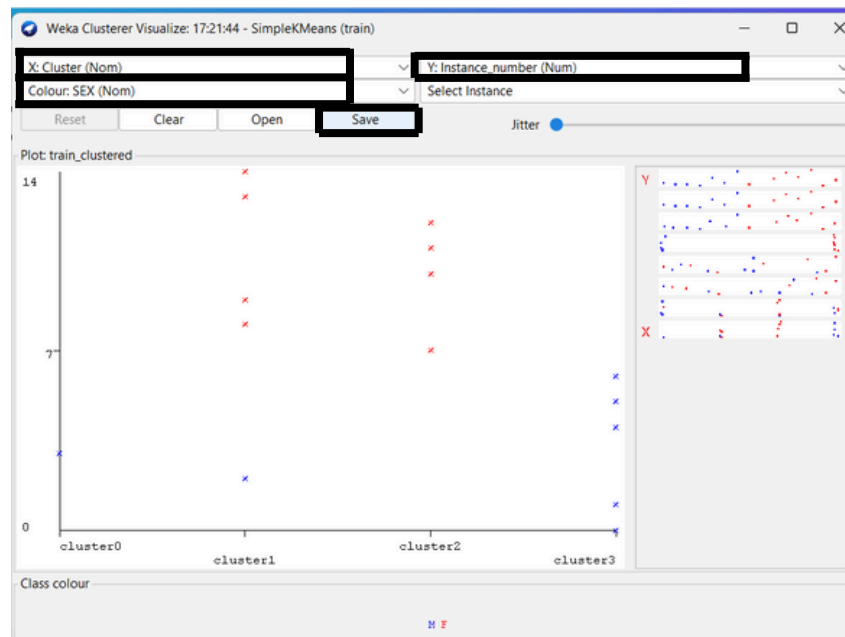 Weka Clusterer Visualize: 17:21:44 - SimpleKMeans (train)
X: Cluster (Nom) Y: Instance_number (Num)
Colour: SEX (Nom) Select Instance
Reset Clear Open Save Jitter
Plot: train_clustered
14
7
0
cluster0 cluster1 cluster2 cluster3
Y
X
Class colour
M F